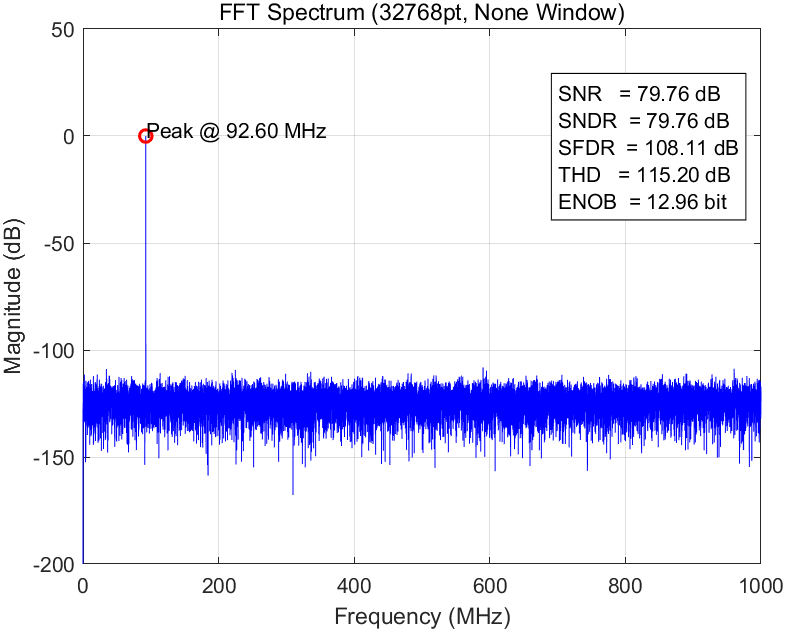 FFT Spectrum (32768pt, None Window)
50
0
-50
-100
-150
-200
Magnitude (dB)
Peak @ 92.60 MHz
SNR = 79.76 dB
SNDR = 79.76 dB
SFDR = 108.11 dB
THD = 115.20 dB
ENOB = 12.96 bit
0 200 400 600 800 1000
Frequency (MHz)